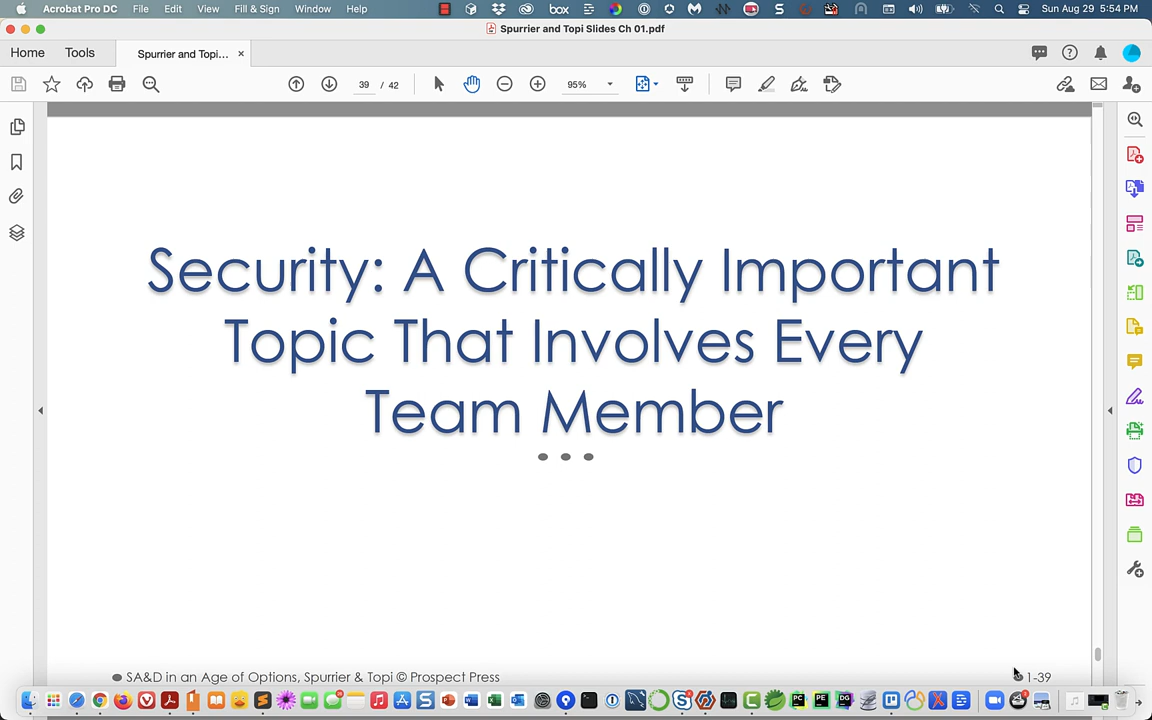 Acrobat Pro DC File Edit View Fill & Sign Window Help box Sun Aug 29 5:54 PM
Spurrier and Topi Slides Ch 01.pdf
Home Tools Spurrier and Topi... ×
39 / 42 95%
Security: A Critically Important
Topic That Involves Every
Team Member
SA&D in an Age of Options, Spurrier & Topi © Prospect Press 1-39